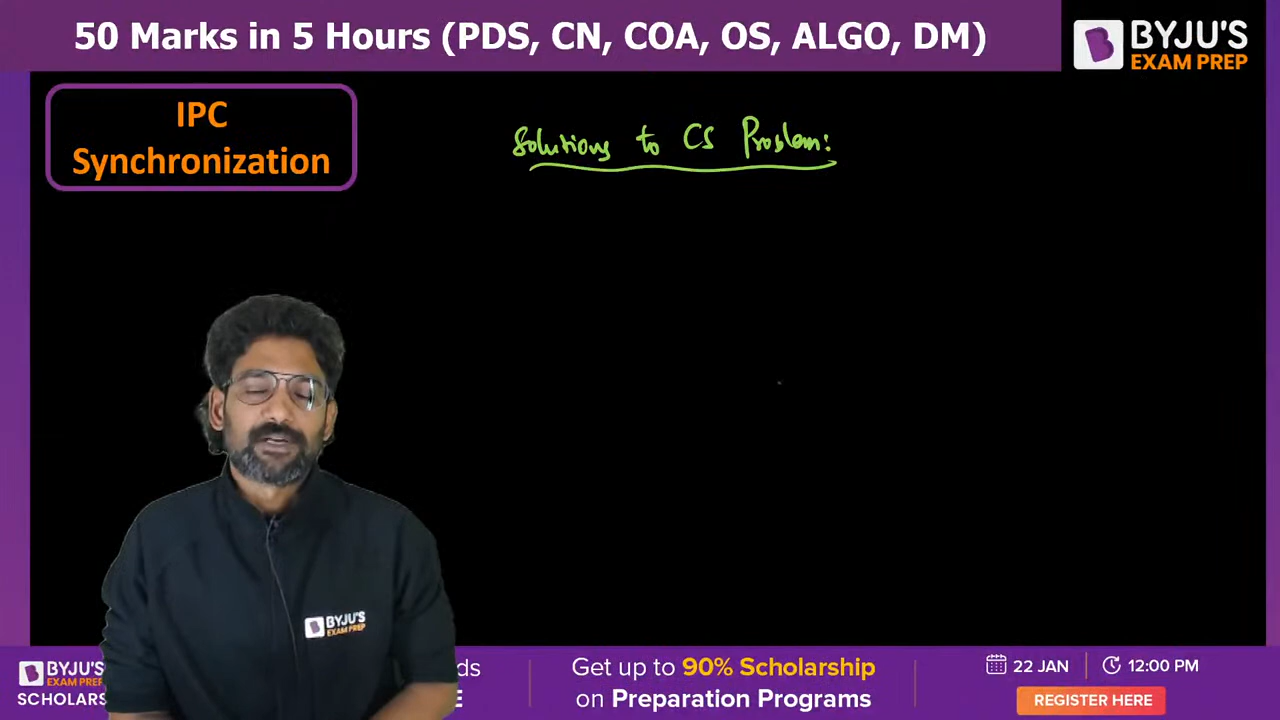 50 Marks in 5 Hours (PDS, CN, COA, OS, ALGO, DM)
BYJU'S
EXAM PREP
IPC
Synchronization
Solutions to CS Problem:
BYJU'S
EXAM PREP
BYJU'S
EXAM PREP
SCHOLARS
ds
E
Get up to 90% Scholarship
on Preparation Programs
22 JAN
12:00 PM
REGISTER HERE